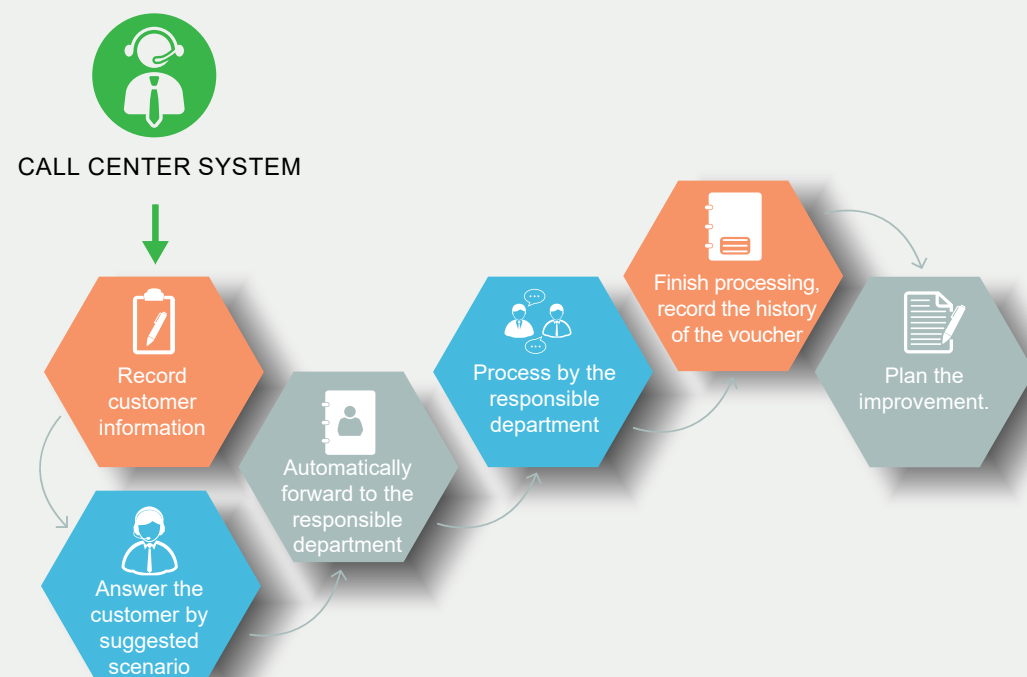 CALL CENTER SYSTEM
Record
customer
information
Answer the
customer by
suggested
scenario
Automatically
forward to the
responsible
department
Process by the
responsible
department
Finish processing,
record the history
of the voucher
Plan the
improvement.